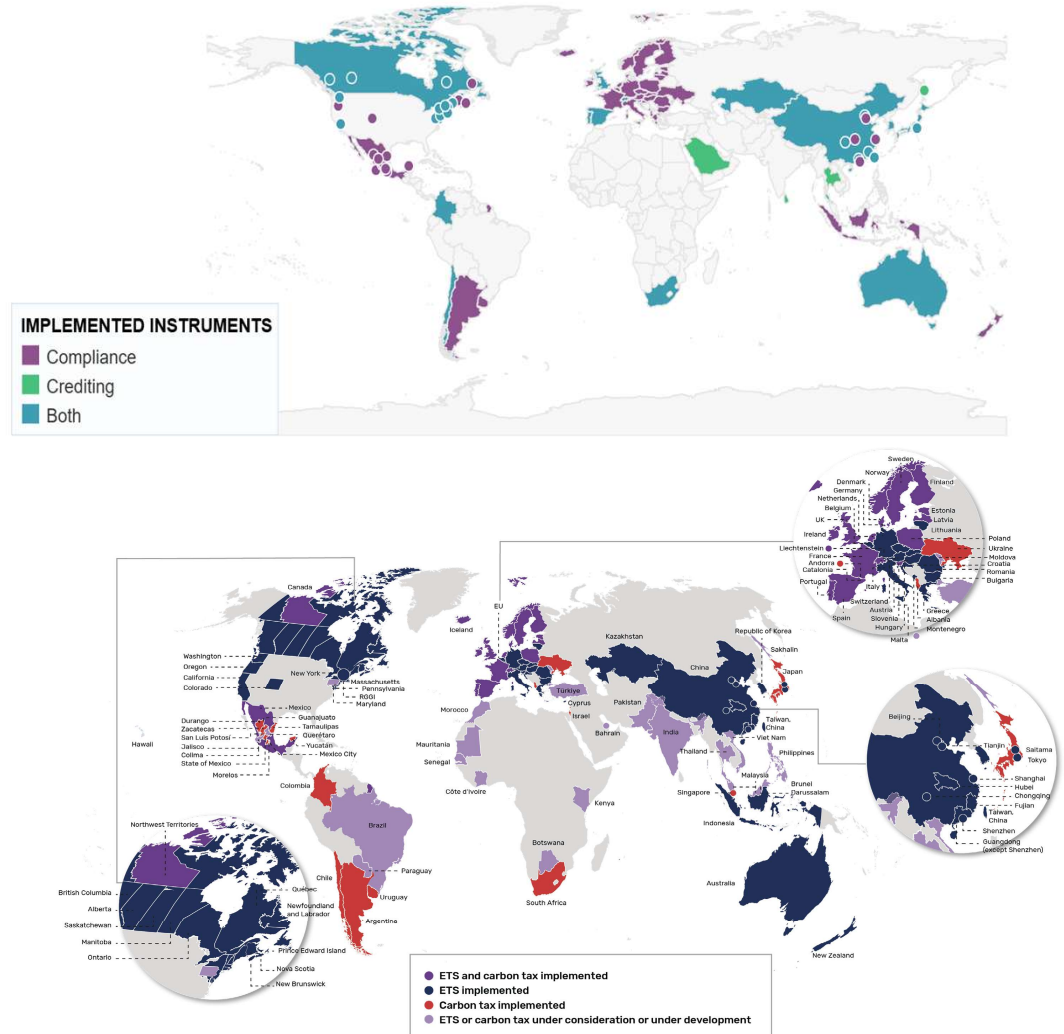 IMPLEMENTED INSTRUMENTS
Compliance
Crediting
Both
Sweden
Norway
Denmark
Finland
Germany
Netherlands
Belgium
Estonia
UK
Latvia
Lithuania
Ireland
Poland
Liechtenstein
Ukraine
France
Moldova
Andorra
Croatia
Catalonia
Romania
Portugal
Italy
Bulgaria
Switzerland
Austria
Greece
Spain
Slovenia
Albania
Hungary
Montenegro
Malta
Canada
EU
Iceland
Republic of Korea
Kazakhstan
Sakhalin
Washington
China
Japan
Oregon
New York
California
Massachusetts
Colorado
Pennsylvania
RGGI
Türkiye
Maryland
Mexico
Cyprus
Pakistan
Morocco
Israel
Guanajuato
Durango
Tamaulipas
Taiwan,
China
Zacatecas
Querétaro
Bahrain
India
Viet Nam
San Luis Potosí
Hawaii
Yucatán
Mauritania
Jalisco
Mexico City
Thailand
Philippines
Colima
Senegal
State of Mexico
Morelos
Malaysia
Brunei
Darussalam
Colombia
Côte d'Ivoire
Kenya
Singapore
Indonesia
Brazil
Botswana
Paraguay
Chile
Uruguay
South Africa
Australia
Argentine
New Zealand
Beijing
Tianjin
Saitama
Tokyo
Shanghai
Hubei
Chongqing
Fujian
Taiwan,
China
Shenzhen
Guangdong
(except Shenzhen)
Northwest Territories
British Columbia
Québec
Alberta
Newfoundland
and Labrador
Saskatchewan
Manitoba
Ontario
Prince Edward Island
Nova Scotia
New Brunswick
ETS and carbon tax implemented
ETS implemented
Carbon tax implemented
ETS or carbon tax under consideration or under development